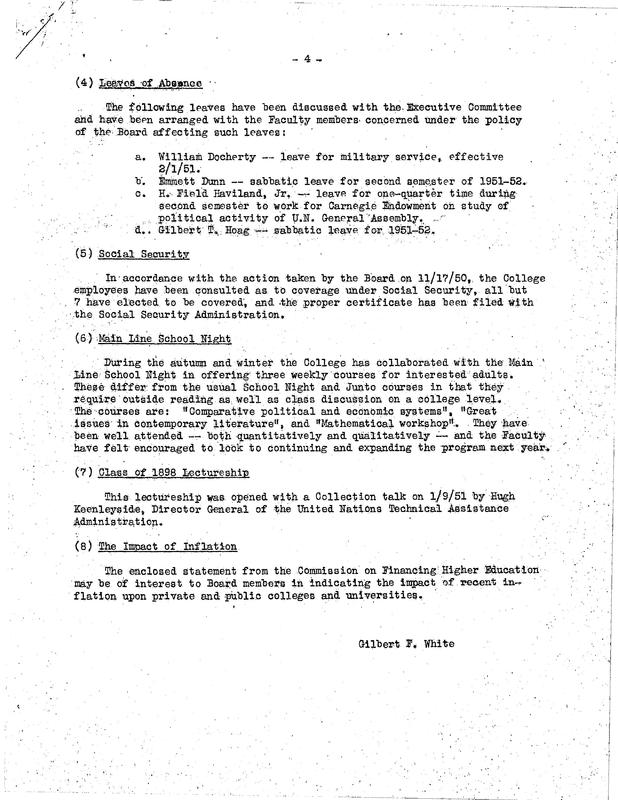 - 4 -
(4) Leaves of Absence
The following leaves have been discussed with the Executive Committee
and have been arranged with the Faculty members concerned under the policy
of the Board affecting such leaves:
a. William Docherty -- leave for military service, effective
2/1/51.
b. Emmett Dunn -- sabbatic leave for second semester of 1951-52.
c. H. Field Haviland, Jr. -- leave for one-quarter time during
second semester to work for Carnegie Endowment on study of
political activity of U.N. General Assembly.
d. Gilbert T. Hoag -- sabbatic leave for 1951-52.
(5) Social Security
In accordance with the action taken by the Board on 11/17/50, the College
employees have been consulted as to coverage under Social Security, all but
7 have elected to be covered, and the proper certificate has been filed with
the Social Security Administration.
(6) Main Line School Night
During the autumn and winter the College has collaborated with the Main
Line School Night in offering three weekly courses for interested adults.
These differ from the usual School Night and Junto courses in that they
require outside reading as well as class discussion on a college level.
The courses are: "Comparative political and economic systems", "Great
issues in contemporary literature", and "Mathematical workshop". They have
been well attended -- both quantitatively and qualitatively -- and the Faculty
have felt encouraged to look to continuing and expanding the program next year.
(7) Class of 1898 Lectureship
This lectureship was opened with a Collection talk on 1/9/51 by Hugh
Keenleyside, Director General of the United Nations Technical Assistance
Administration.
(8) The Impact of Inflation
The enclosed statement from the Commission on Financing Higher Education
may be of interest to Board members in indicating the impact of recent in-
flation upon private and public colleges and universities.
Gilbert F. White